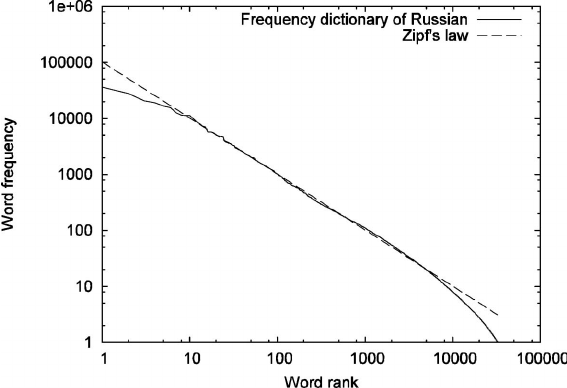 1e+06
100000
10000
1000
100
10
1
Word frequency
Frequency dictionary of Russian
Zipf's law
1 10 100 1000 10000 100000
Word rank